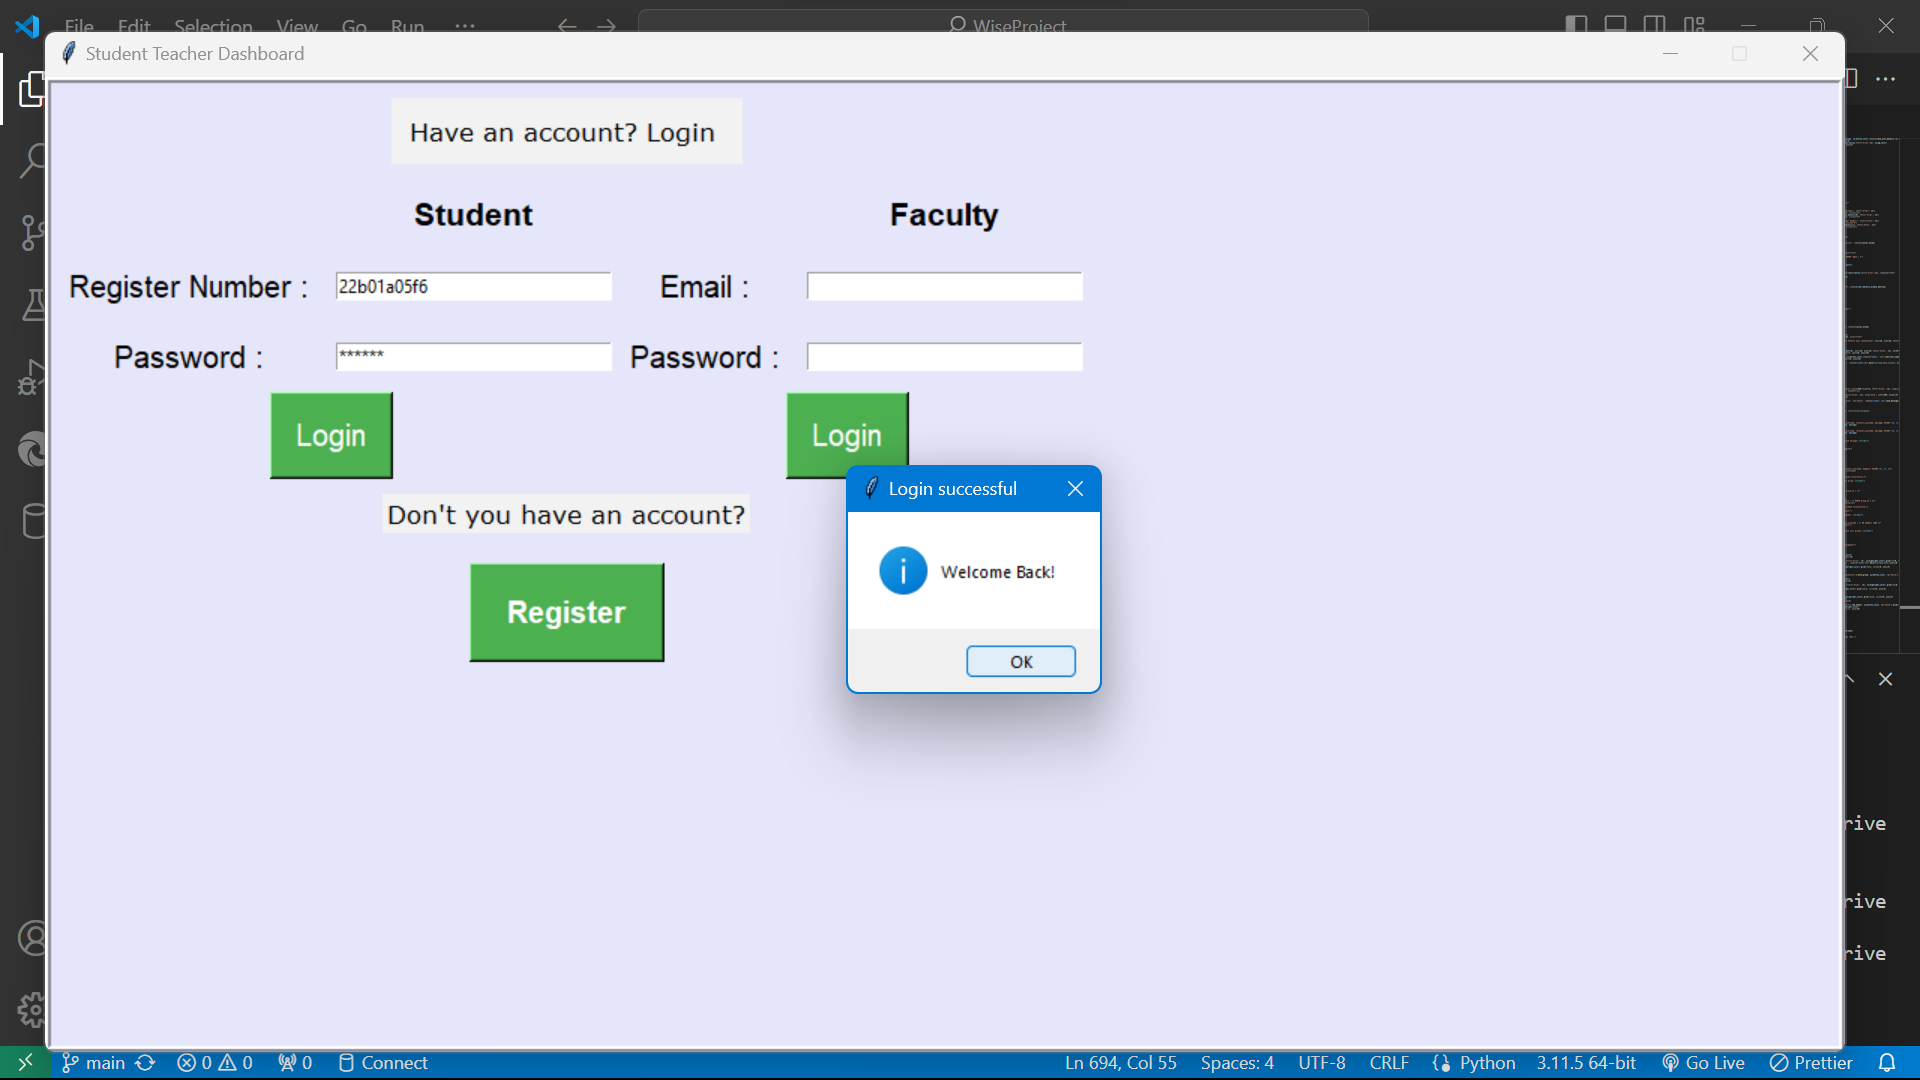 File Edit Selection View Go Run ... WiseProject
Student Teacher Dashboard
Have an account? Login
Student Faculty
Register Number : 22b01a05f6 Email :
Password : ****** Password :
Login Login
Login successful
Don't you have an account?
Welcome Back!
Register
OK
rive
rive
rive
main 0 0 0 Connect Ln 694, Col 55 Spaces: 4 UTF-8 CRLF Python 3.11.5 64-bit Go Live Prettier